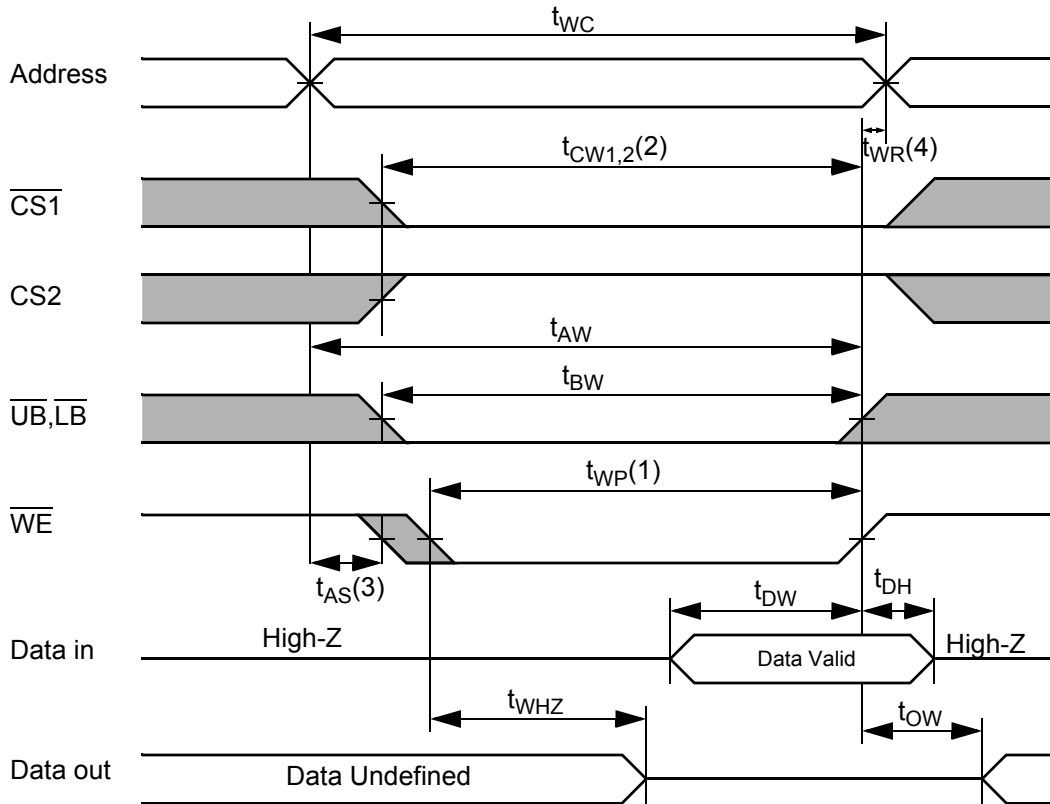 tWC
Address
tCW1,2(2)
tWR(4)
CS1
CS2
tAW
tBW
UB,LB
tWP(1)
WE
tAS(3)
tDW
tDH
Data in
High-Z
Data Valid
High-Z
tWHZ
tOW
Data out
Data Undefined